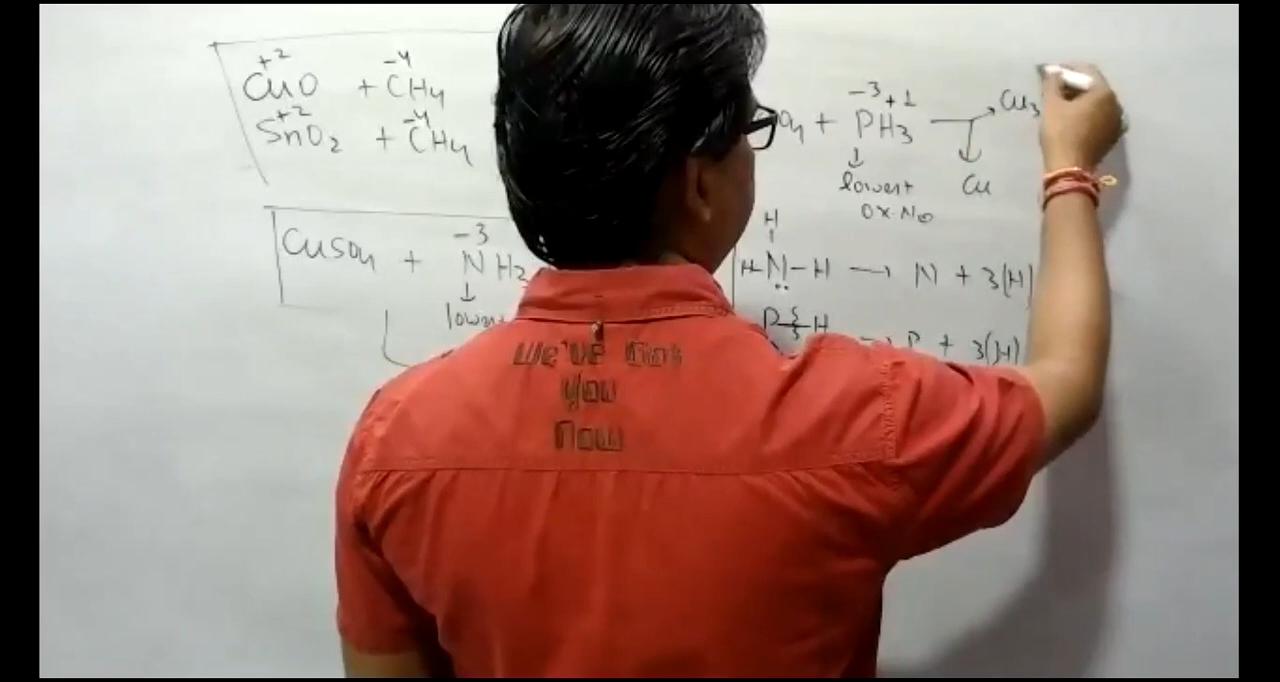 +2 -4
CuO + CH4
+2 -4
SnO2 + CH4
-3
CuSO4 + NH3
↓
lowest
-3 +1
O4 + PH3 → Cu3
↓ ↓
lowest Cu
ox. No
H
H-N-H → N + 3(H)
P-H → P + 3(H)
We've Got
You
Now